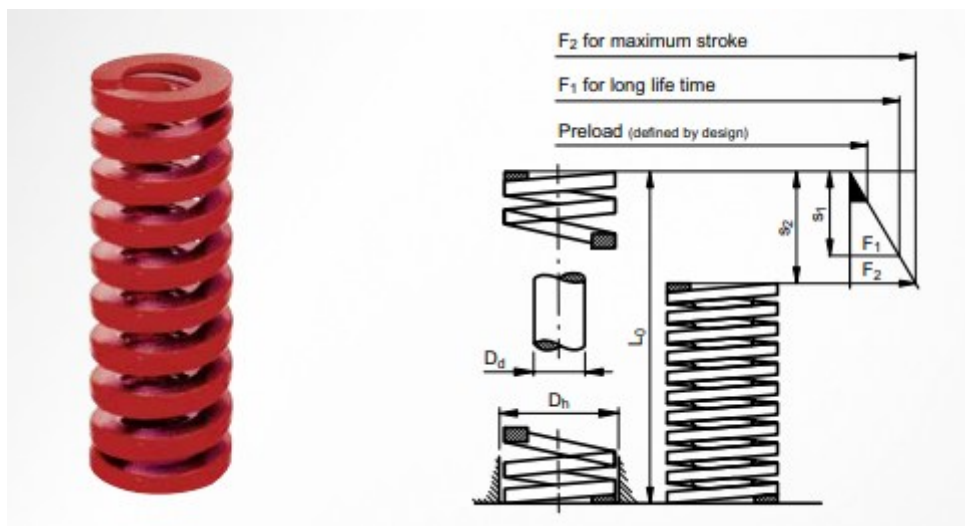 F2 for maximum stroke
F1 for long life time
Preload (defined by design)
s2
s1
F1
F2
L0
Dd
Dh